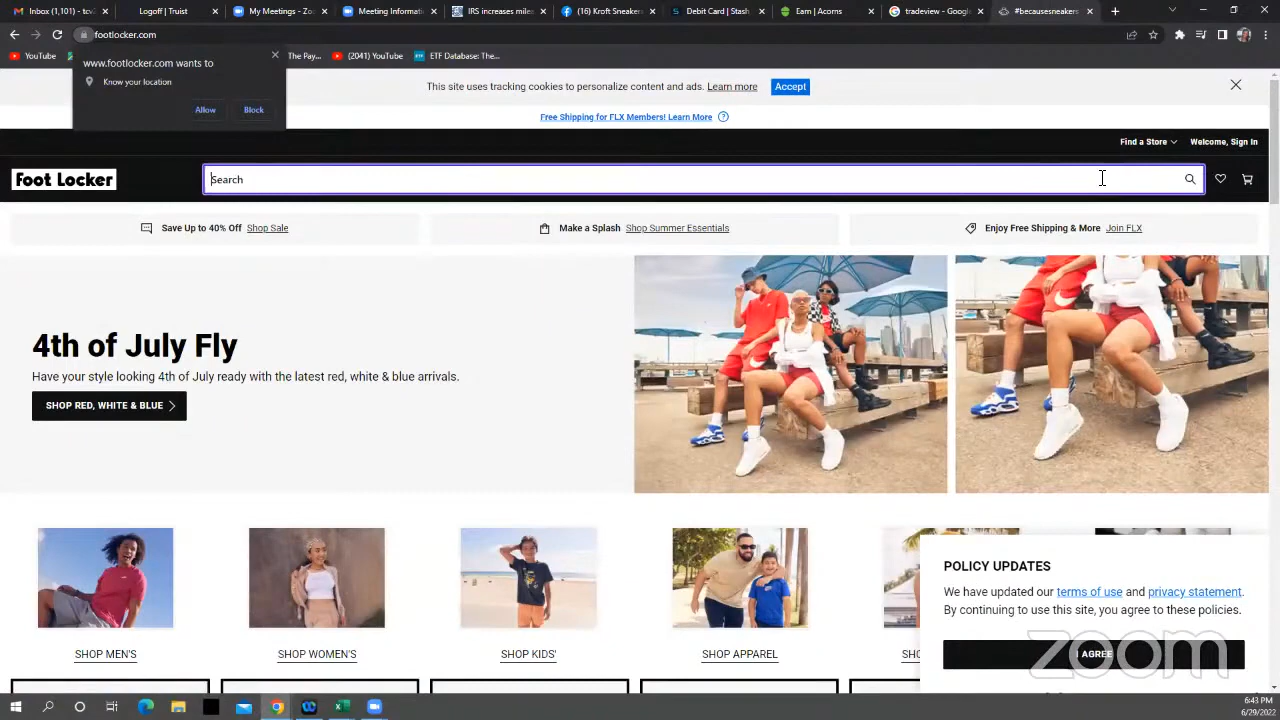 Inbox (1,101) - tcv2
Logoff | Truist
My Meetings - Zo
Meeting Informati
IRS increases miles
(16) Kroft Sneakers
Debit Card | Stash
Earn | Acorns
tradeview - Google
#becausesneakers
footlocker.com
YouTube
The Pay...
(2041) YouTube
ETF Database: The...
www.footlocker.com wants to
Know your location
Allow
Block
This site uses tracking cookies to personalize content and ads. Learn more
Accept
Free Shipping for FLX Members! Learn More
Find a Store
Welcome, Sign In
Foot Locker
Search
Save Up to 40% Off Shop Sale
Make a Splash Shop Summer Essentials
Enjoy Free Shipping & More Join FLX
4th of July Fly
Have your style looking 4th of July ready with the latest red, white & blue arrivals.
SHOP RED, WHITE & BLUE
POLICY UPDATES
We have updated our terms of use and privacy statement.
By continuing to use this site, you agree to these policies.
I AGREE
zoom
SHOP MEN'S
SHOP WOMEN'S
SHOP KIDS'
SHOP APPAREL
6:43 PM
6/29/2022